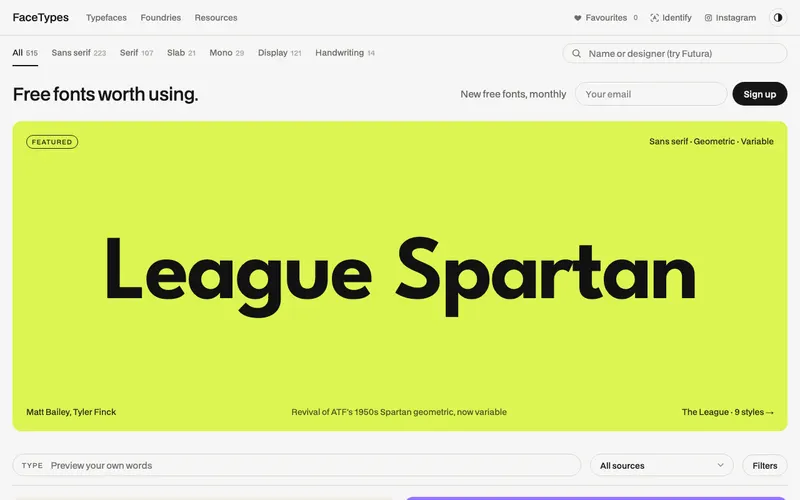 FaceTypes Typefaces Foundries Resources Favourites 0 Identify Instagram
All 515 Sans serif 223 Serif 107 Slab 21 Mono 29 Display 121 Handwriting 14 Name or designer (try Futura)
Free fonts worth using. New free fonts, monthly Your email Sign up
FEATURED Sans serif · Geometric · Variable
League Spartan
Matt Bailey, Tyler Finck Revival of ATF's 1950s Spartan geometric, now variable The League · 9 styles →
TYPE Preview your own words All sources Filters